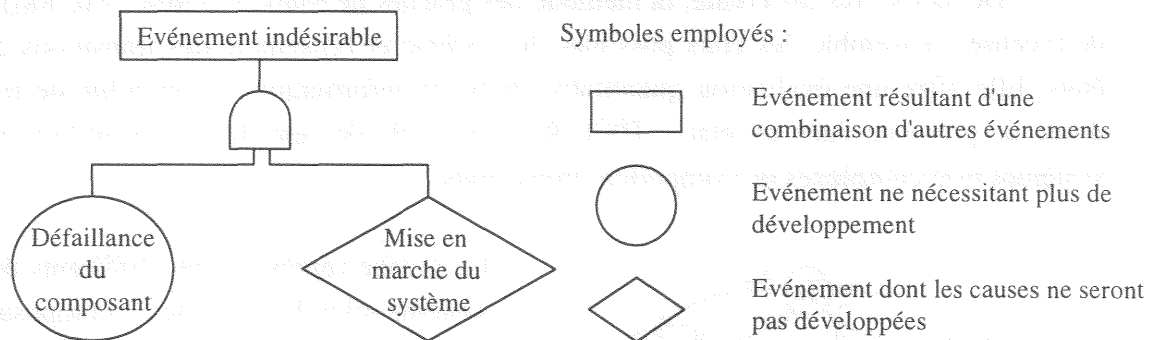 Evénement indésirable
Défaillance
du
composant
Mise en
marche du
système
Symboles employés :
Evénement résultant d'une
combinaison d'autres événements
Evénement ne nécessitant plus de
développement
Evénement dont les causes ne seront
pas développées